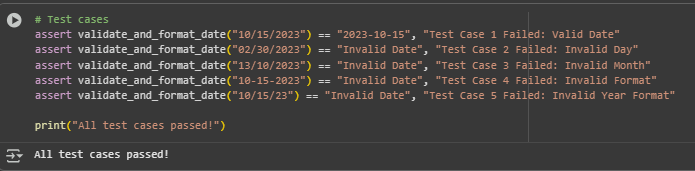 # Test cases
assert validate_and_format_date("10/15/2023") == "2023-10-15", "Test Case 1 Failed: Valid Date"
assert validate_and_format_date("02/30/2023") == "Invalid Date", "Test Case 2 Failed: Invalid Day"
assert validate_and_format_date("13/10/2023") == "Invalid Date", "Test Case 3 Failed: Invalid Month"
assert validate_and_format_date("10-15-2023") == "Invalid Date", "Test Case 4 Failed: Invalid Format"
assert validate_and_format_date("10/15/23") == "Invalid Date", "Test Case 5 Failed: Invalid Year Format"
print("All test cases passed!")
All test cases passed!